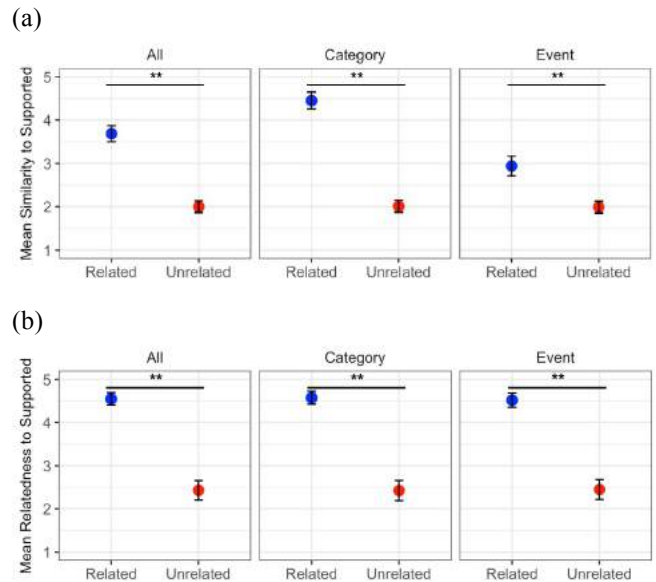 (a)
All Category Event
** ** **
Mean Similarity to Supported
5
4
3
2
1
Related Unrelated Related Unrelated Related Unrelated
(b)
All Category Event
** ** **
Mean Relatedness to Supported
5
4
3
2
1
Related Unrelated Related Unrelated Related Unrelated